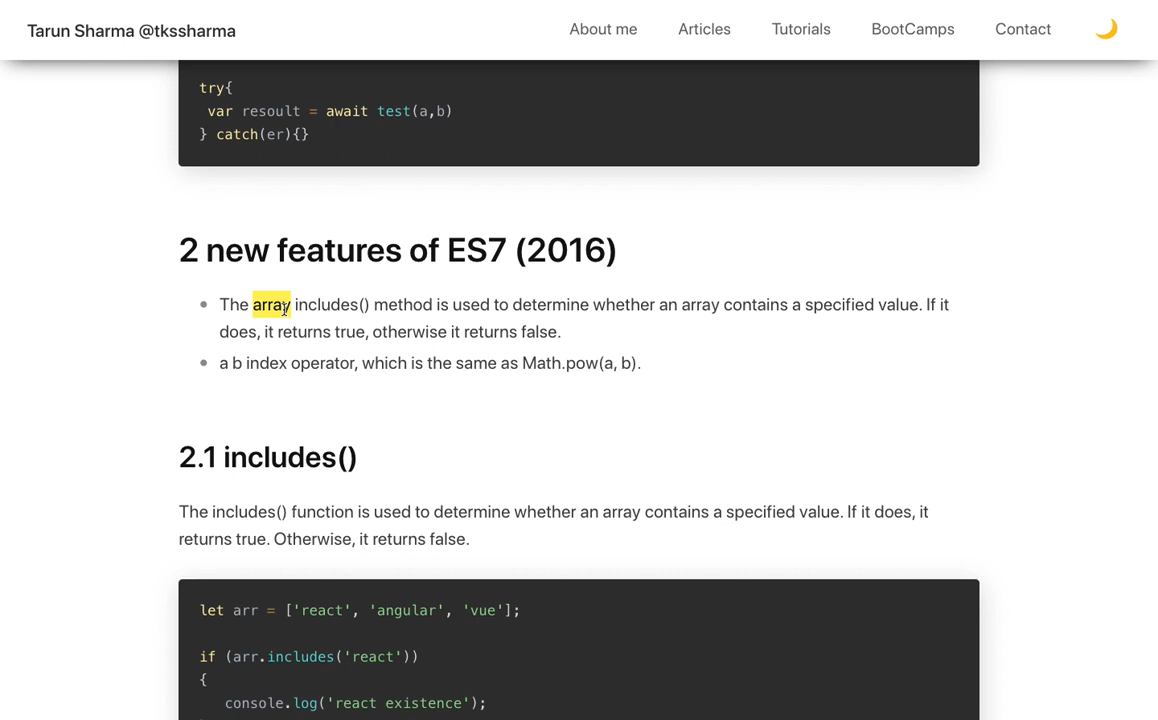 Tarun Sharma @tkssharma
About me
Articles
Tutorials
BootCamps
Contact
try{
var resoult = await test(a,b)
} catch(er){}
2 new features of ES7 (2016)
The array includes() method is used to determine whether an array contains a specified value. If it
does, it returns true, otherwise it returns false.
a b index operator, which is the same as Math.pow(a, b).
2.1 includes()
The includes() function is used to determine whether an array contains a specified value. If it does, it
returns true. Otherwise, it returns false.
let arr = ['react', 'angular', 'vue'];
if (arr.includes('react'))
{
console.log('react existence');